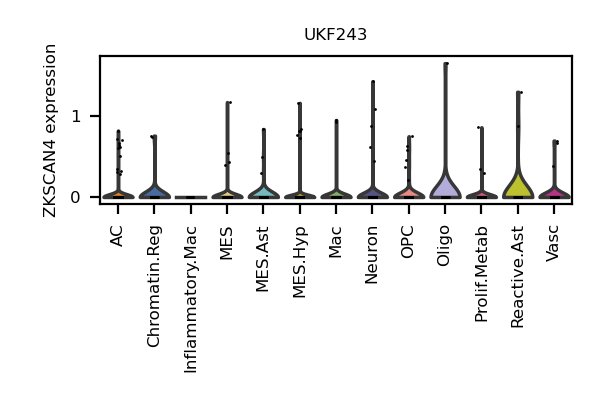 UKF243
ZKSCAN4 expression
1
0
AC
Chromatin.Reg
Inflammatory.Mac
MES
MES.Ast
MES.Hyp
Mac
Neuron
OPC
Oligo
Prolif.Metab
Reactive.Ast
Vasc